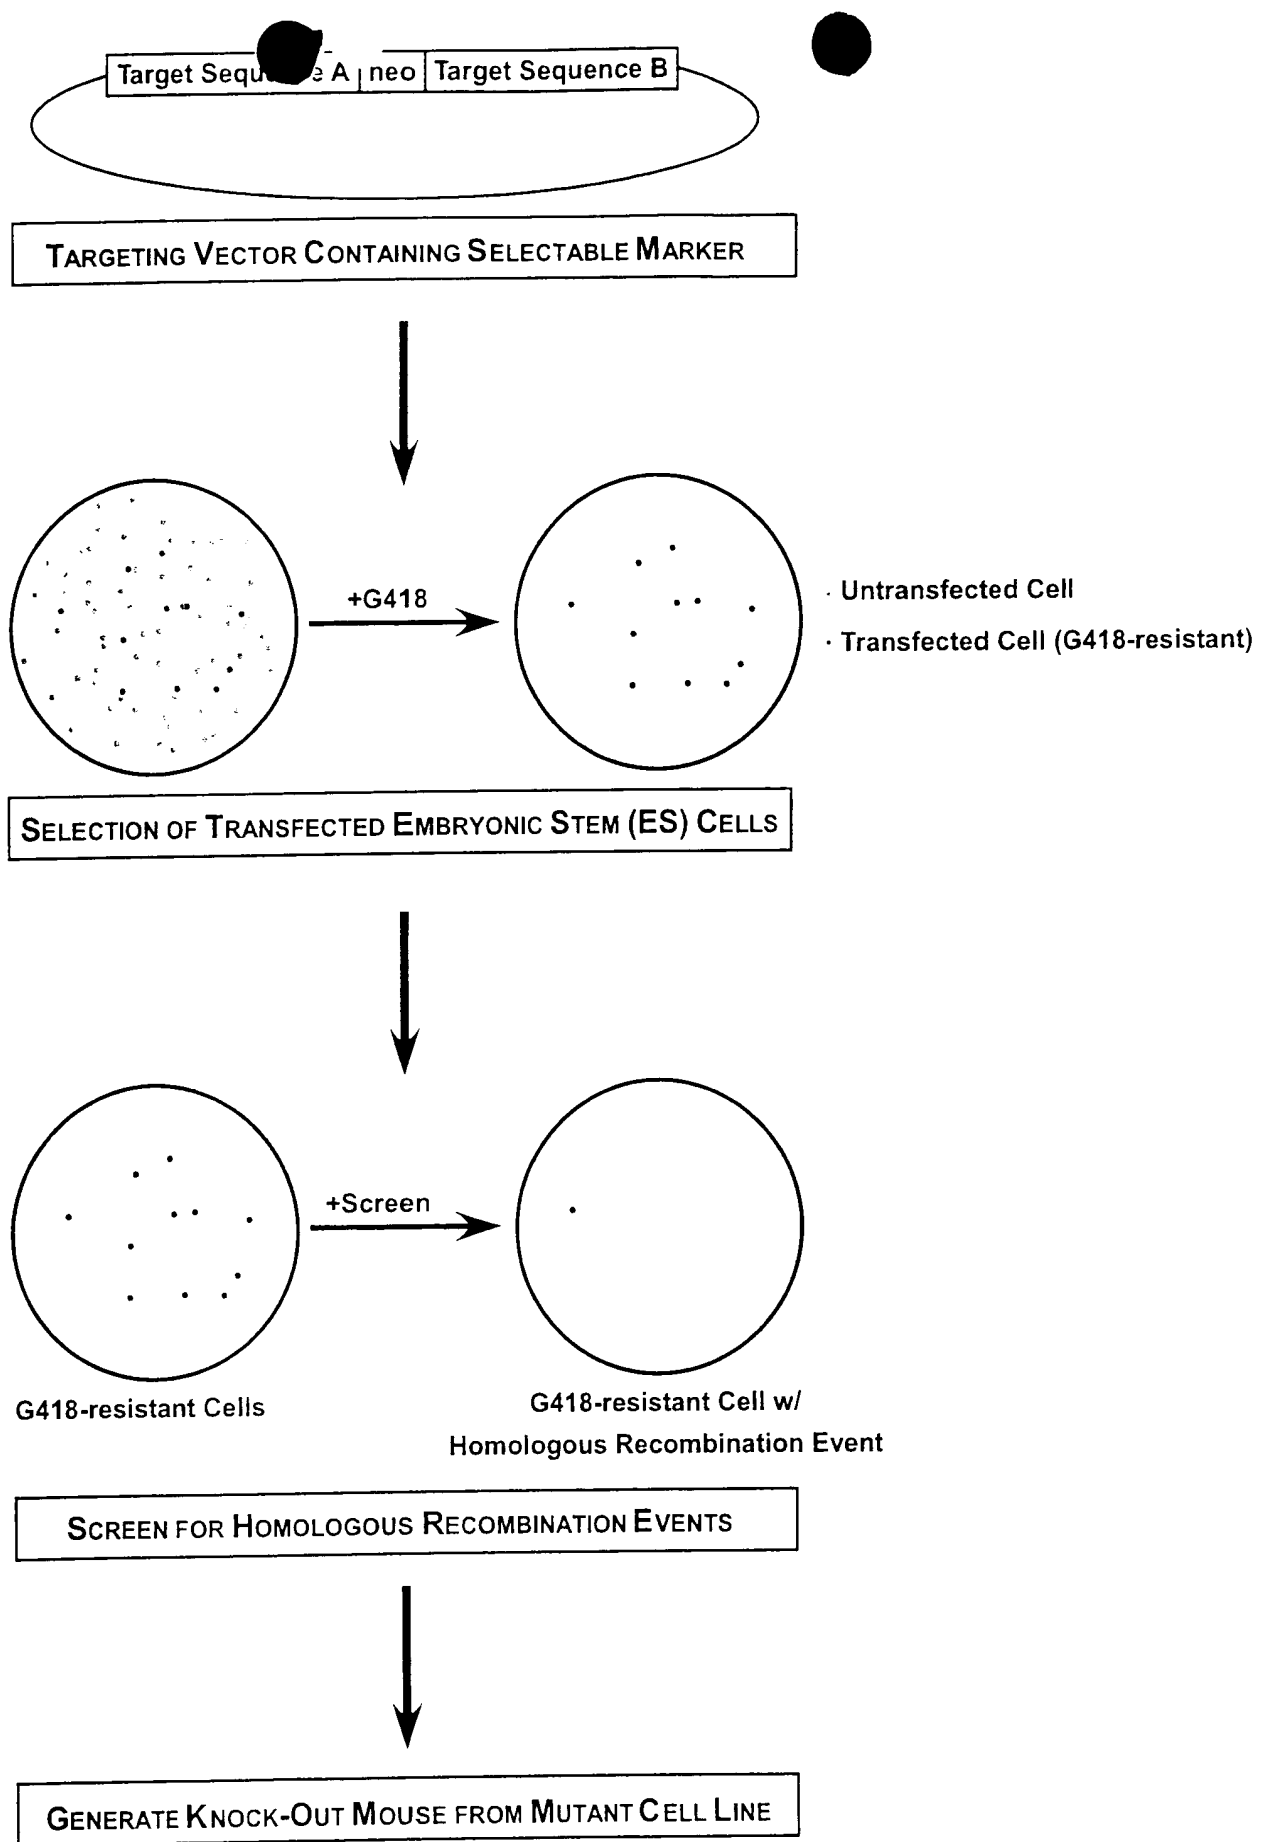 Target Sequ A neo Target Sequence B
TARGETING VECTOR CONTAINING SELECTABLE MARKER
+G418
· Untransfected Cell
· Transfected Cell (G418-resistant)
SELECTION OF TRANSFECTED EMBRYONIC STEM (ES) CELLS
+Screen
G418-resistant Cells
G418-resistant Cell w/
Homologous Recombination Event
SCREEN FOR HOMOLOGOUS RECOMBINATION EVENTS
GENERATE KNOCK-OUT MOUSE FROM MUTANT CELL LINE